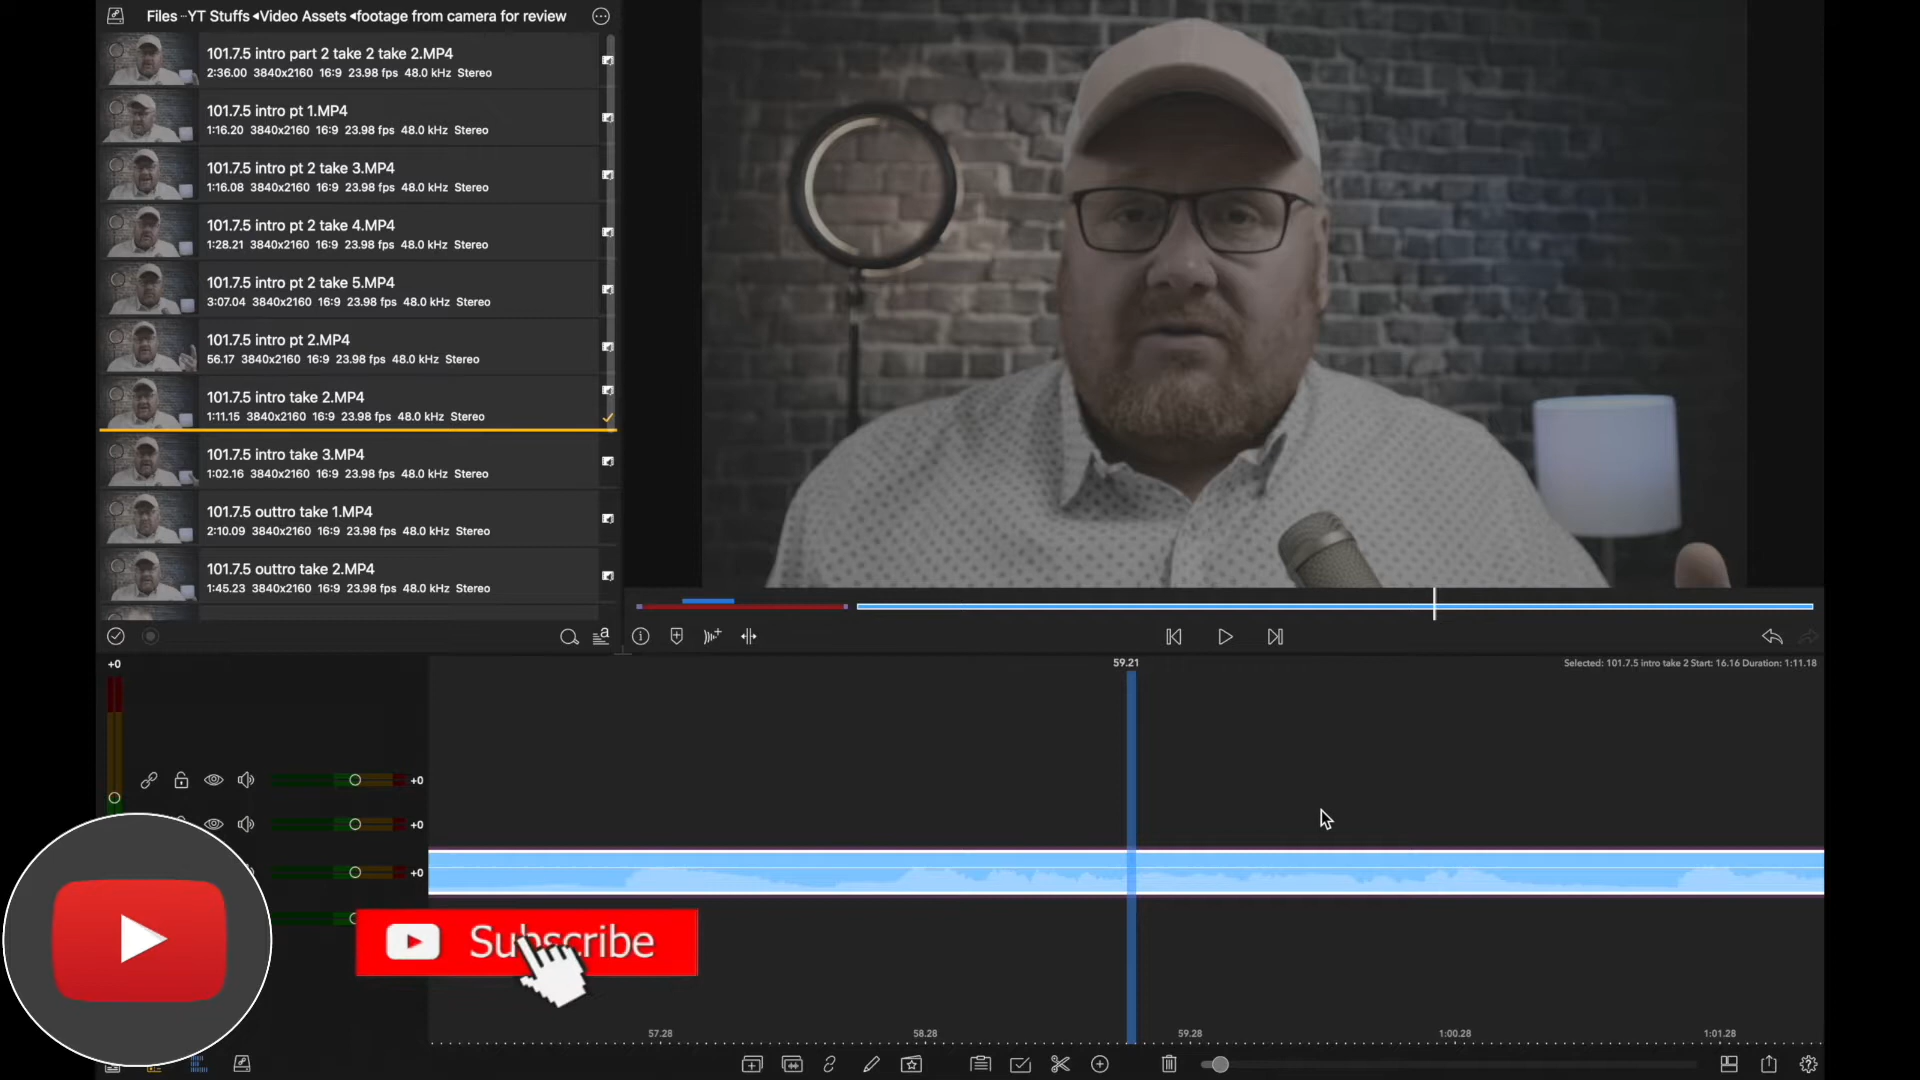 Files ··YT Stuffs ◂Video Assets ◂footage from camera for review
101.7.5 intro part 2 take 2 take 2.MP4
2:36.00 3840x2160 16:9 23.98 fps 48.0 kHz Stereo
101.7.5 intro pt 1.MP4
1:16.20 3840x2160 16:9 23.98 fps 48.0 kHz Stereo
101.7.5 intro pt 2 take 3.MP4
1:16.08 3840x2160 16:9 23.98 fps 48.0 kHz Stereo
101.7.5 intro pt 2 take 4.MP4
1:28.21 3840x2160 16:9 23.98 fps 48.0 kHz Stereo
101.7.5 intro pt 2 take 5.MP4
3:07.04 3840x2160 16:9 23.98 fps 48.0 kHz Stereo
101.7.5 intro pt 2.MP4
56.17 3840x2160 16:9 23.98 fps 48.0 kHz Stereo
101.7.5 intro take 2.MP4
1:11.15 3840x2160 16:9 23.98 fps 48.0 kHz Stereo
101.7.5 intro take 3.MP4
1:02.16 3840x2160 16:9 23.98 fps 48.0 kHz Stereo
101.7.5 outtro take 1.MP4
2:10.09 3840x2160 16:9 23.98 fps 48.0 kHz Stereo
101.7.5 outtro take 2.MP4
1:45.23 3840x2160 16:9 23.98 fps 48.0 kHz Stereo
+0
59.21
Selected: 101.7.5 intro take 2 Start: 16.16 Duration: 1:11.18
+0
+0
+0
Subscribe
57.28 58.28 59.28 1:00.28 1:01.28